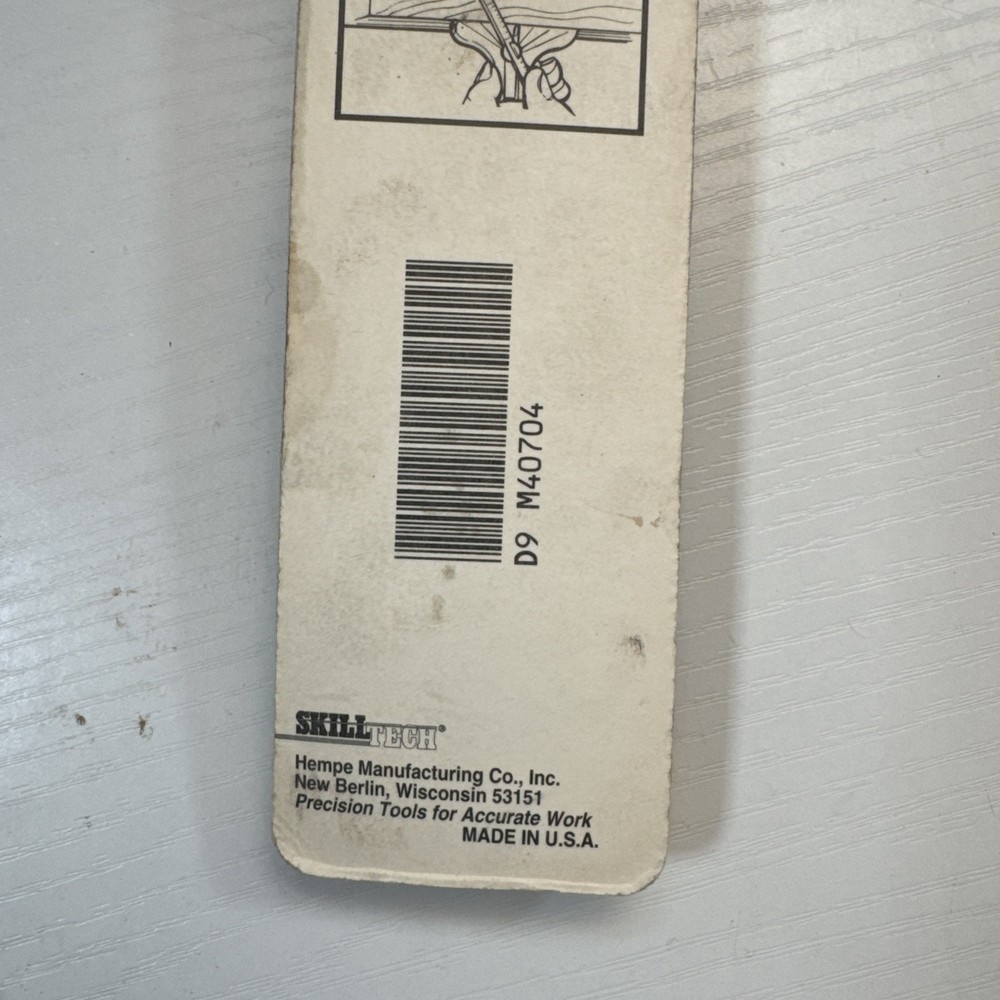 D9 M40704
SKILLTECH®
Hempe Manufacturing Co., Inc.
New Berlin, Wisconsin 53151
Precision Tools for Accurate Work
MADE IN U.S.A.